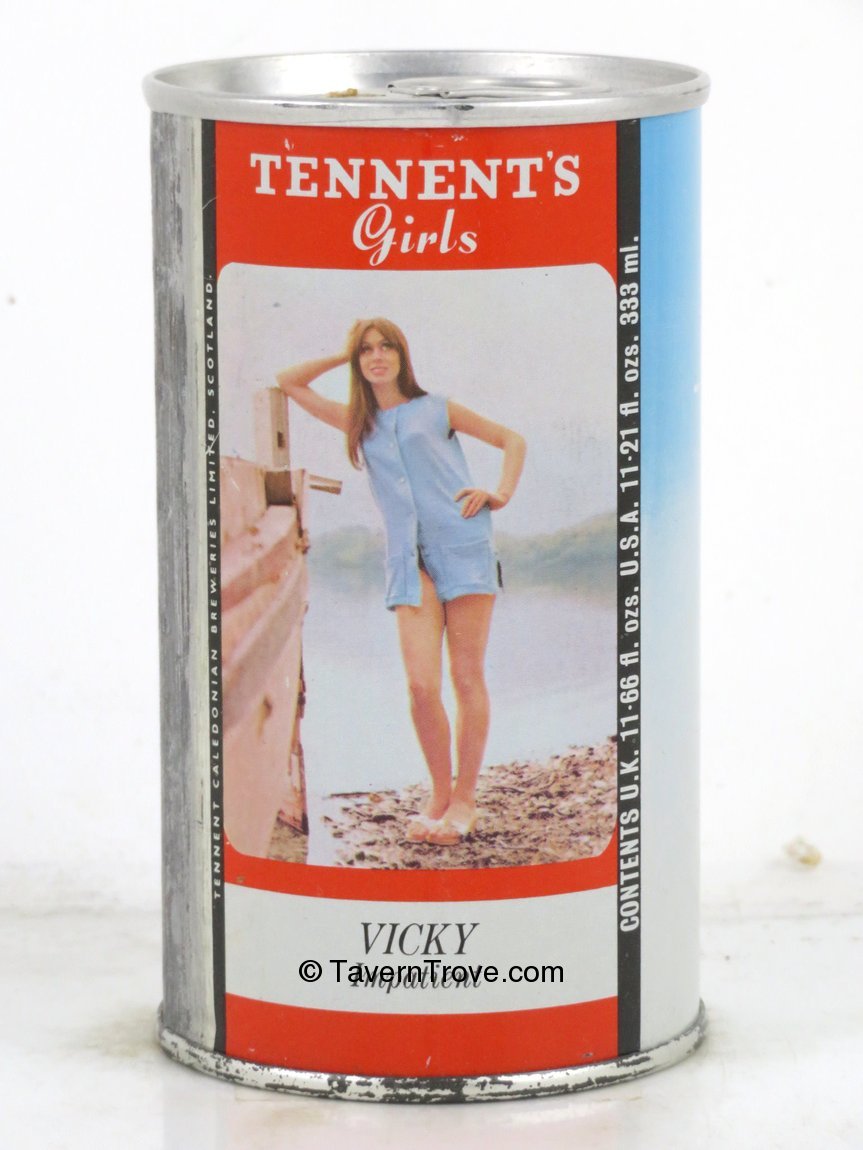 TENNENT'S
Girls
TENNENT CALEDONIAN BREWERIES LIMITED, SCOTLAND.
CONTENTS U.K. 11·66 fl. ozs. U.S.A. 11·21 fl. ozs. 333 ml.
VICKY
Impatient
© TavernTrove.com